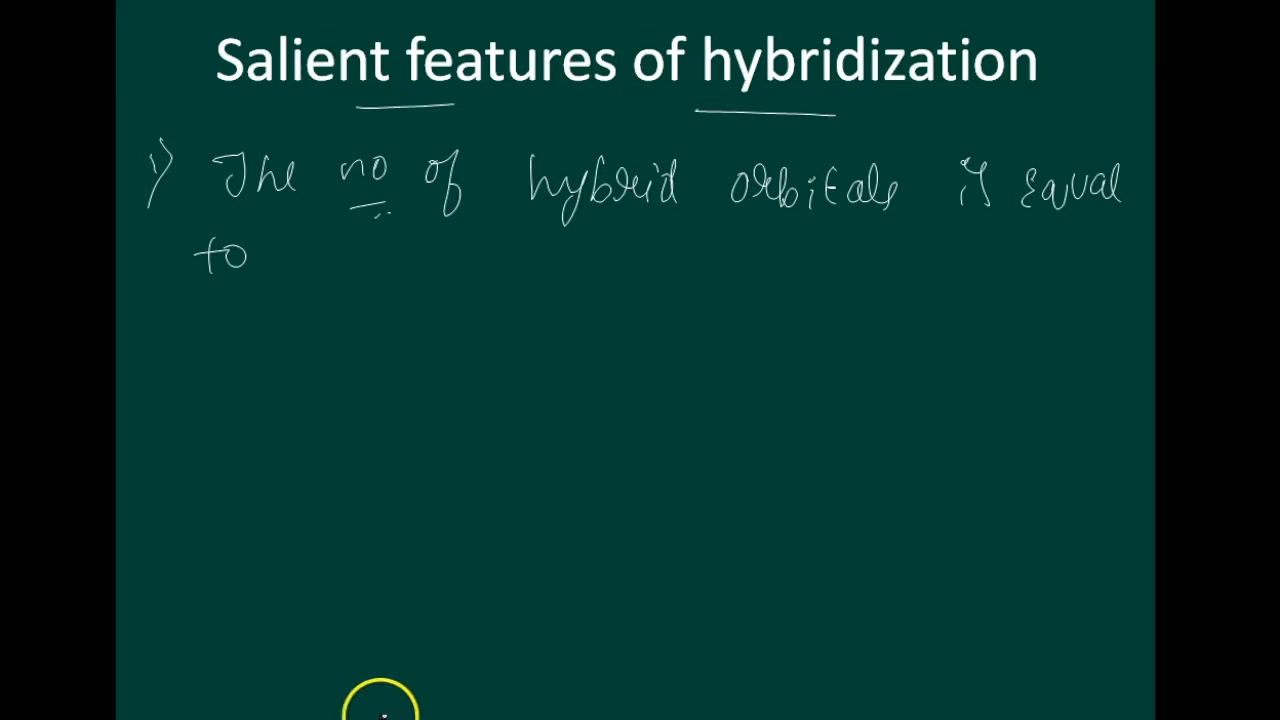 Salient features of hybridization
1) The no of hybrid orbitals is equal
to